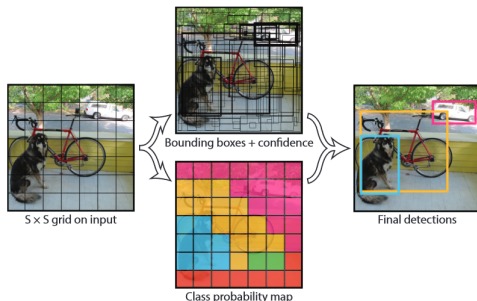 S × S grid on input
Bounding boxes + confidence
Class probability map
Final detections